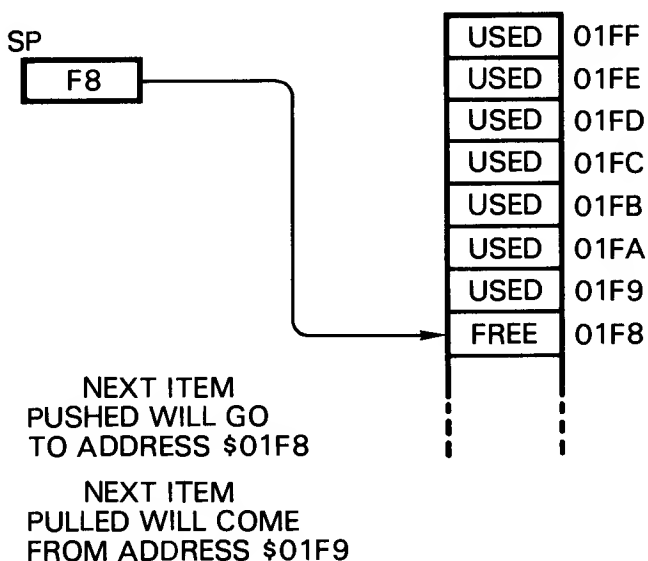 SP
F8
USED 01FF
USED 01FE
USED 01FD
USED 01FC
USED 01FB
USED 01FA
USED 01F9
FREE 01F8
NEXT ITEM
PUSHED WILL GO
TO ADDRESS $01F8
NEXT ITEM
PULLED WILL COME
FROM ADDRESS $01F9